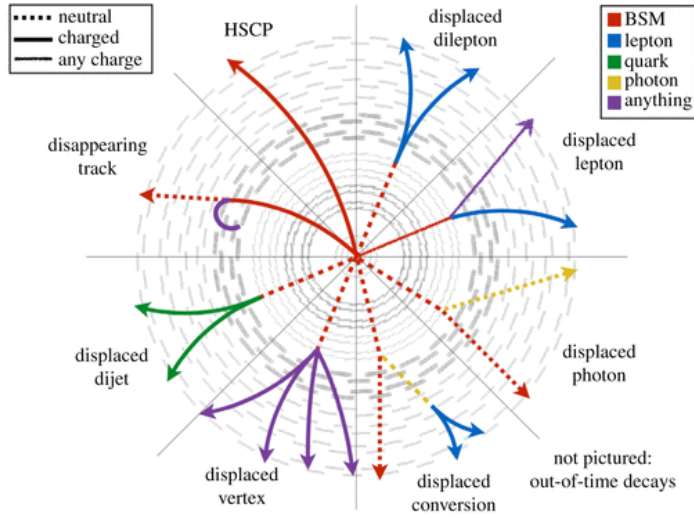 neutral
charged
any charge
HSCP
displaced
dilepton
BSM
lepton
quark
photon
anything
displaced
lepton
disappearing
track
displaced
dijet
displaced
photon
displaced
vertex
displaced
conversion
not pictured:
out-of-time decays